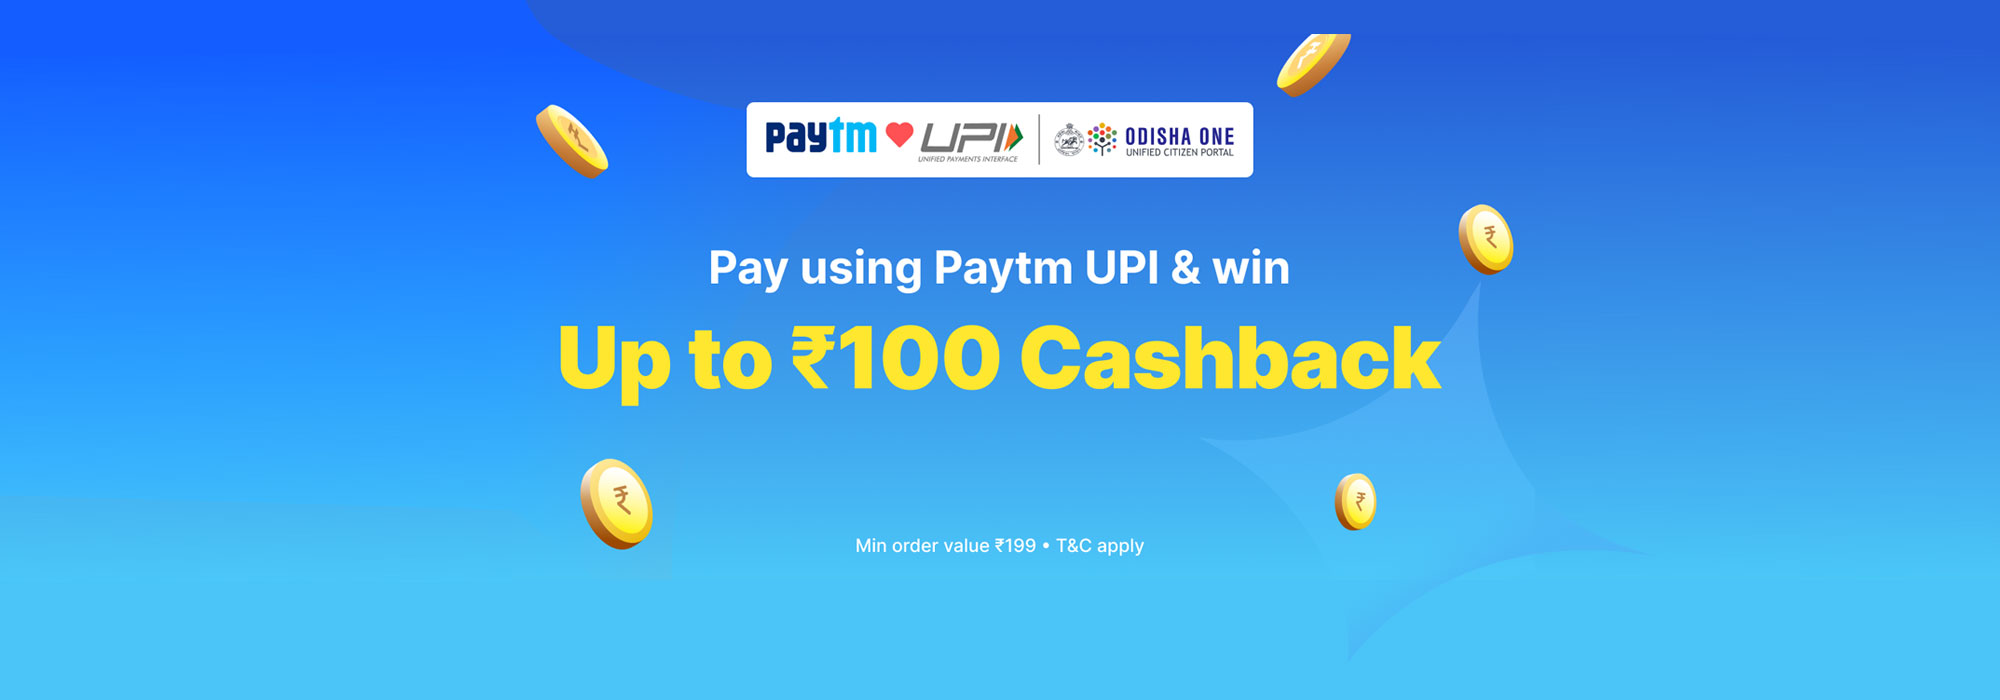 paytm UPI ODISHA ONE
UNIFIED PAYMENTS INTERFACE UNIFIED CITIZEN PORTAL
Pay using Paytm UPI & win
Up to ₹100 Cashback
Min order value ₹199 • T&C apply